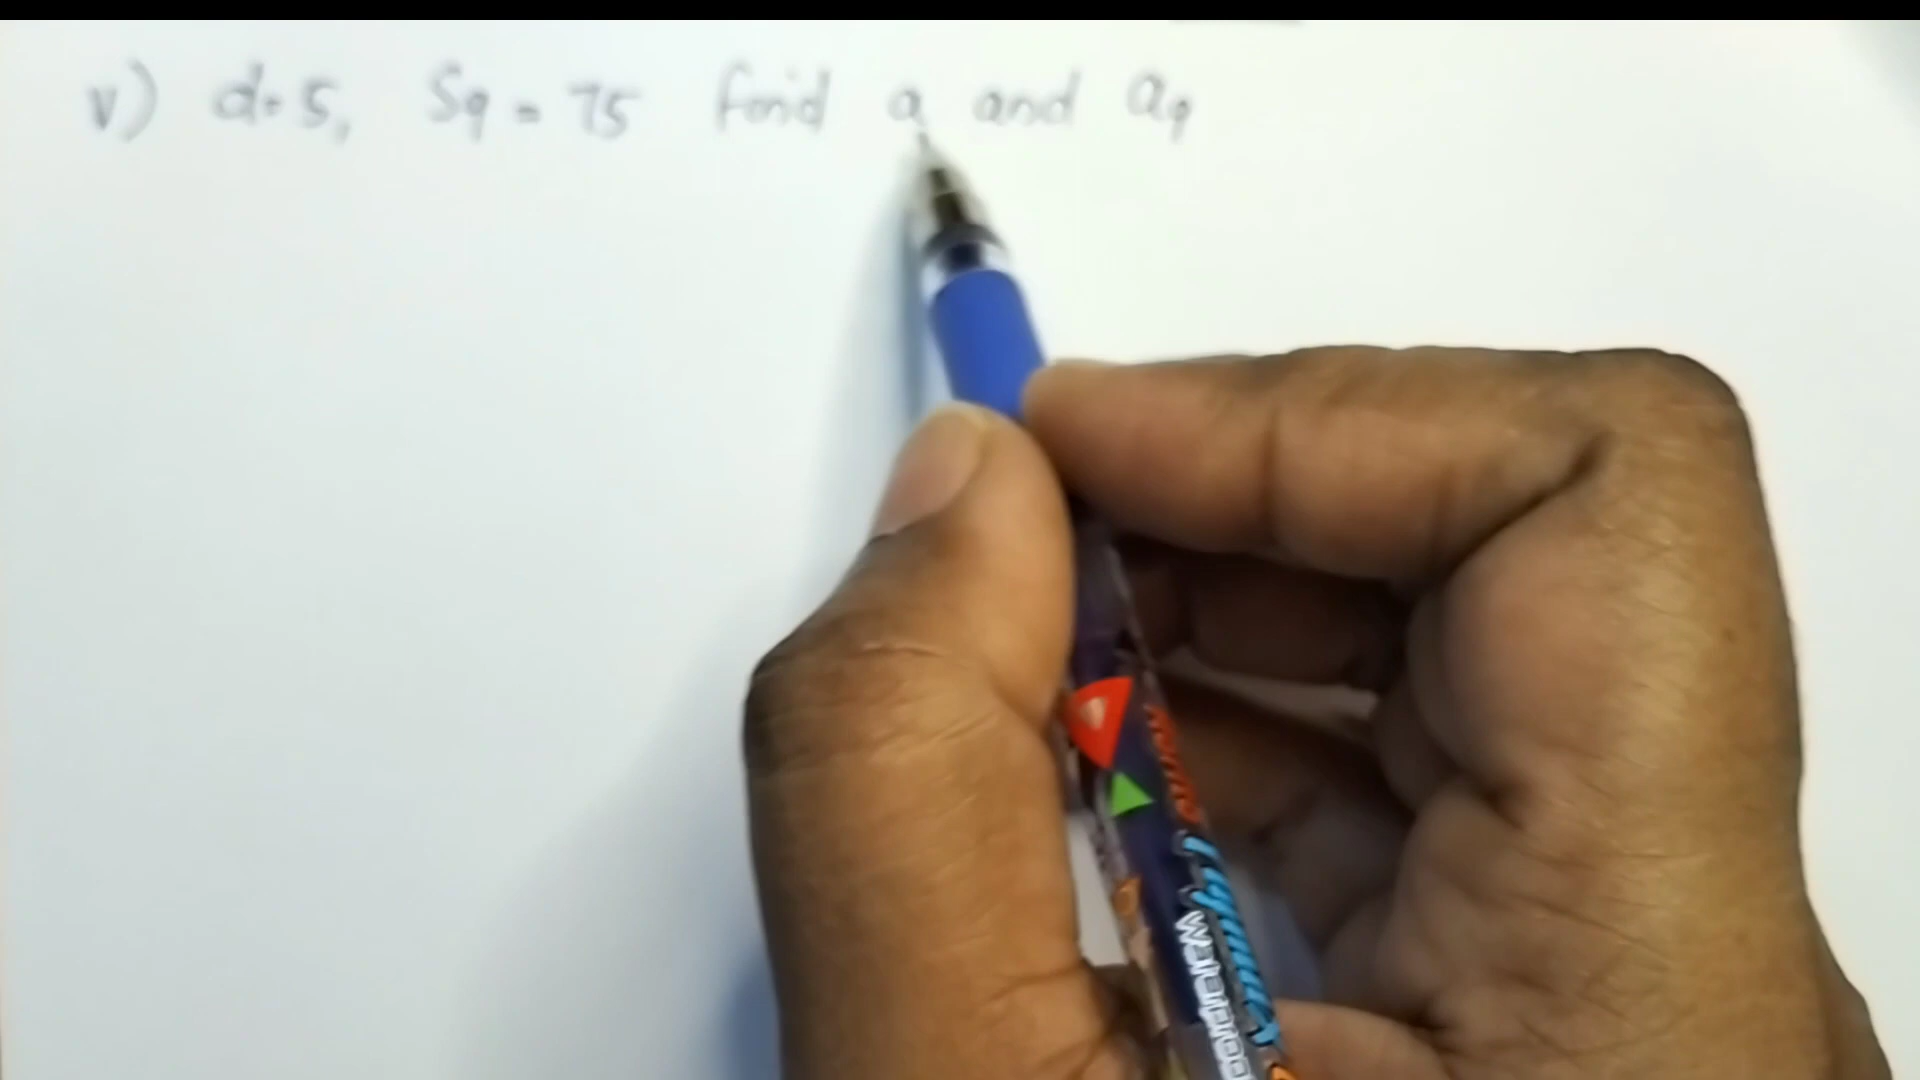 v) d=5, S₉ = 75 find a and a₉